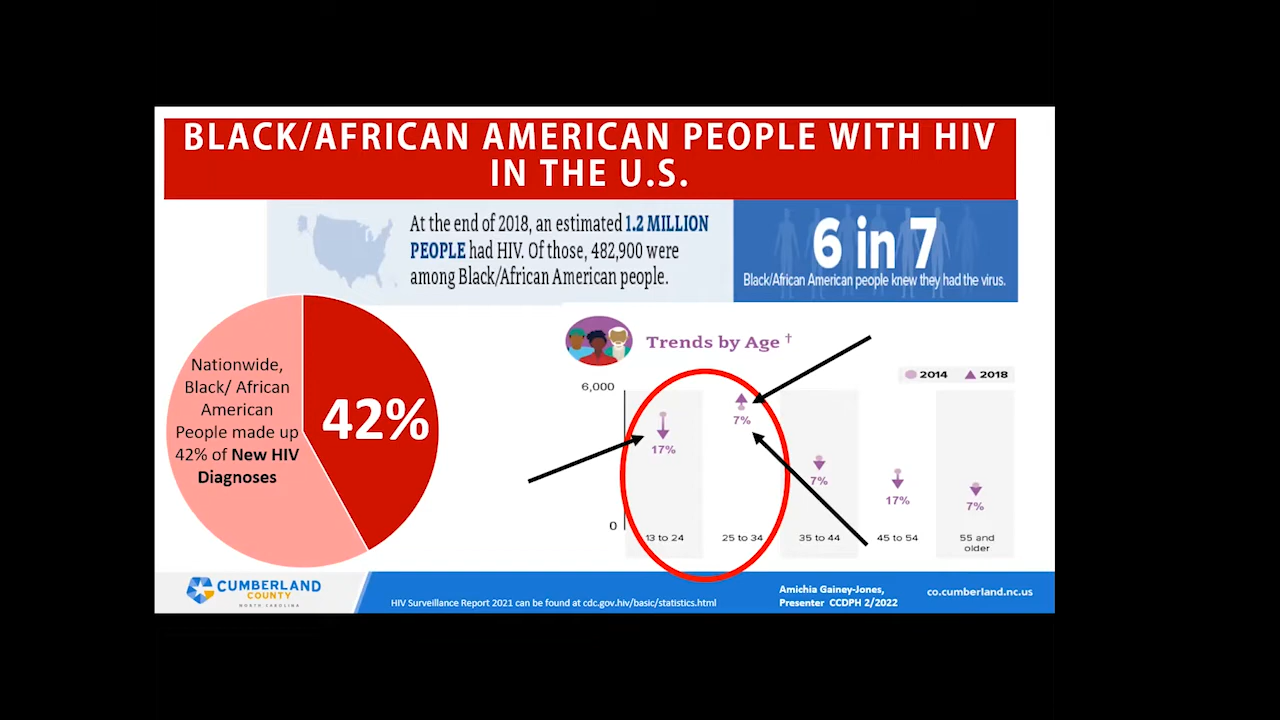 BLACK/AFRICAN AMERICAN PEOPLE WITH HIV
IN THE U.S.
At the end of 2018, an estimated 1.2 MILLION
PEOPLE had HIV. Of those, 482,900 were
among Black/African American people.
6 in 7
Black/African American people knew they had the virus.
Nationwide,
Black/ African
American
People made up
42% of New HIV
Diagnoses
42%
Trends by Age †
2014
2018
6,000
0
17%
7%
7%
17%
7%
13 to 24
25 to 34
35 to 44
45 to 54
55 and
older
CUMBERLAND
COUNTY
NORTH CAROLINA
HIV Surveillance Report 2021 can be found at cdc.gov.hiv/basic/statistics.html
Amichia Gainey-Jones,
Presenter CCDPH 2/2022
co.cumberland.nc.us